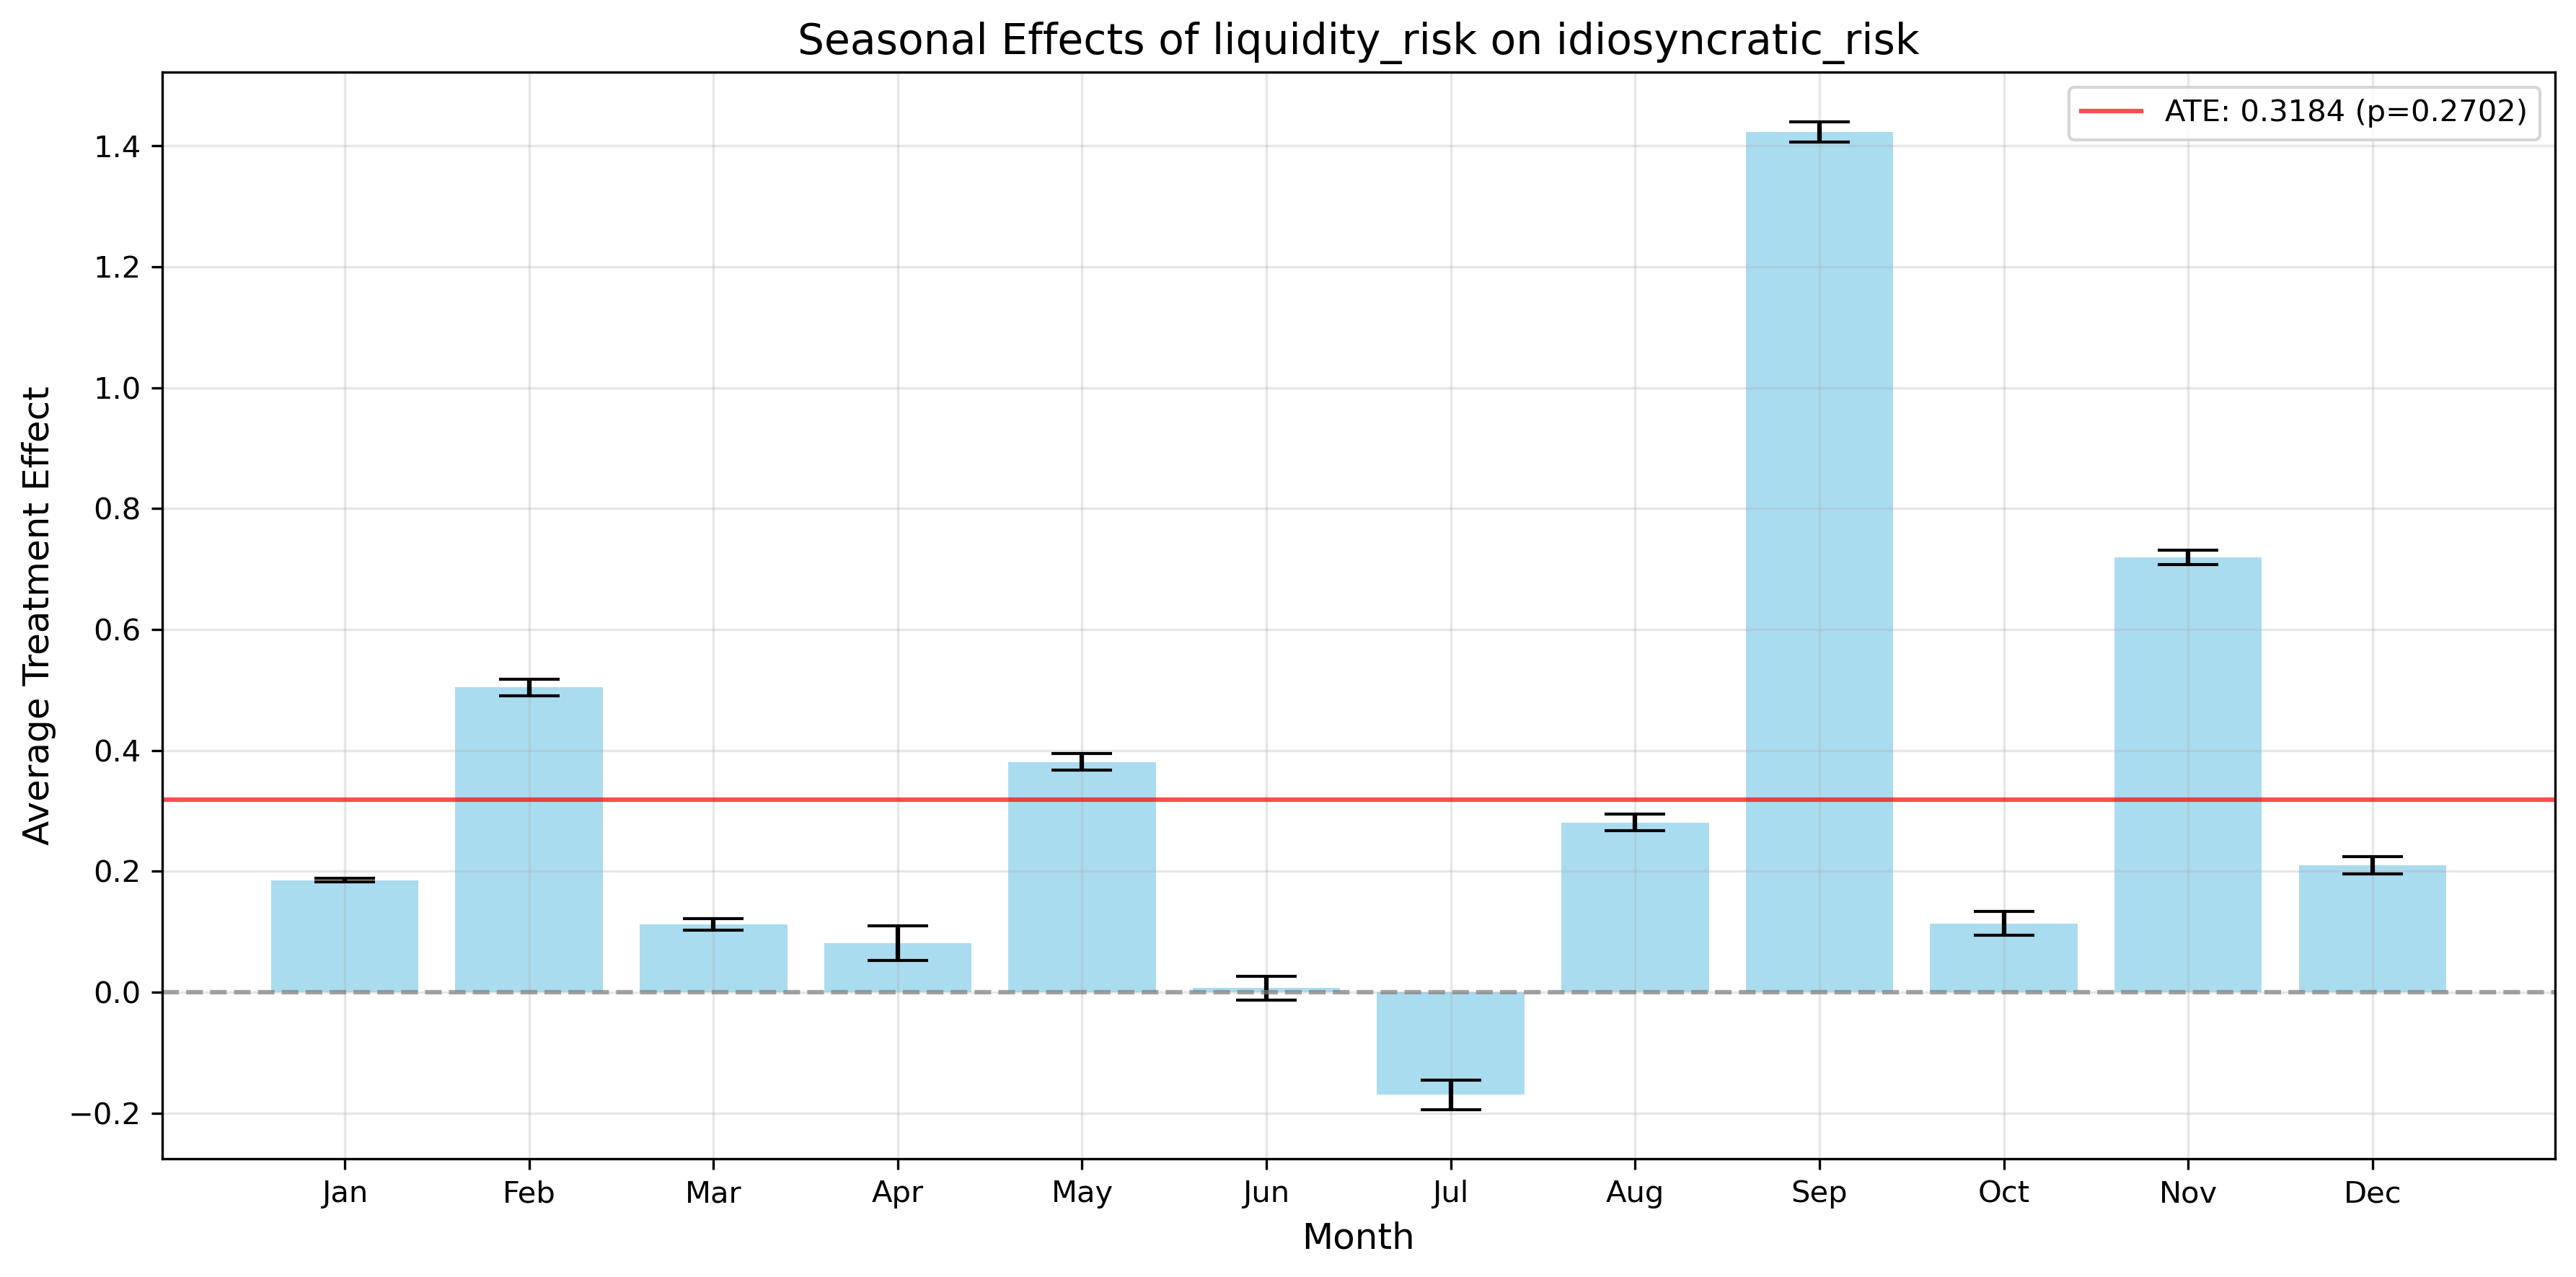 Seasonal Effects of liquidity_risk on idiosyncratic_risk
ATE: 0.3184 (p=0.2702)
Average Treatment Effect
1.4
1.2
1.0
0.8
0.6
0.4
0.2
0.0
−0.2
Jan Feb Mar Apr May Jun Jul Aug Sep Oct Nov Dec
Month